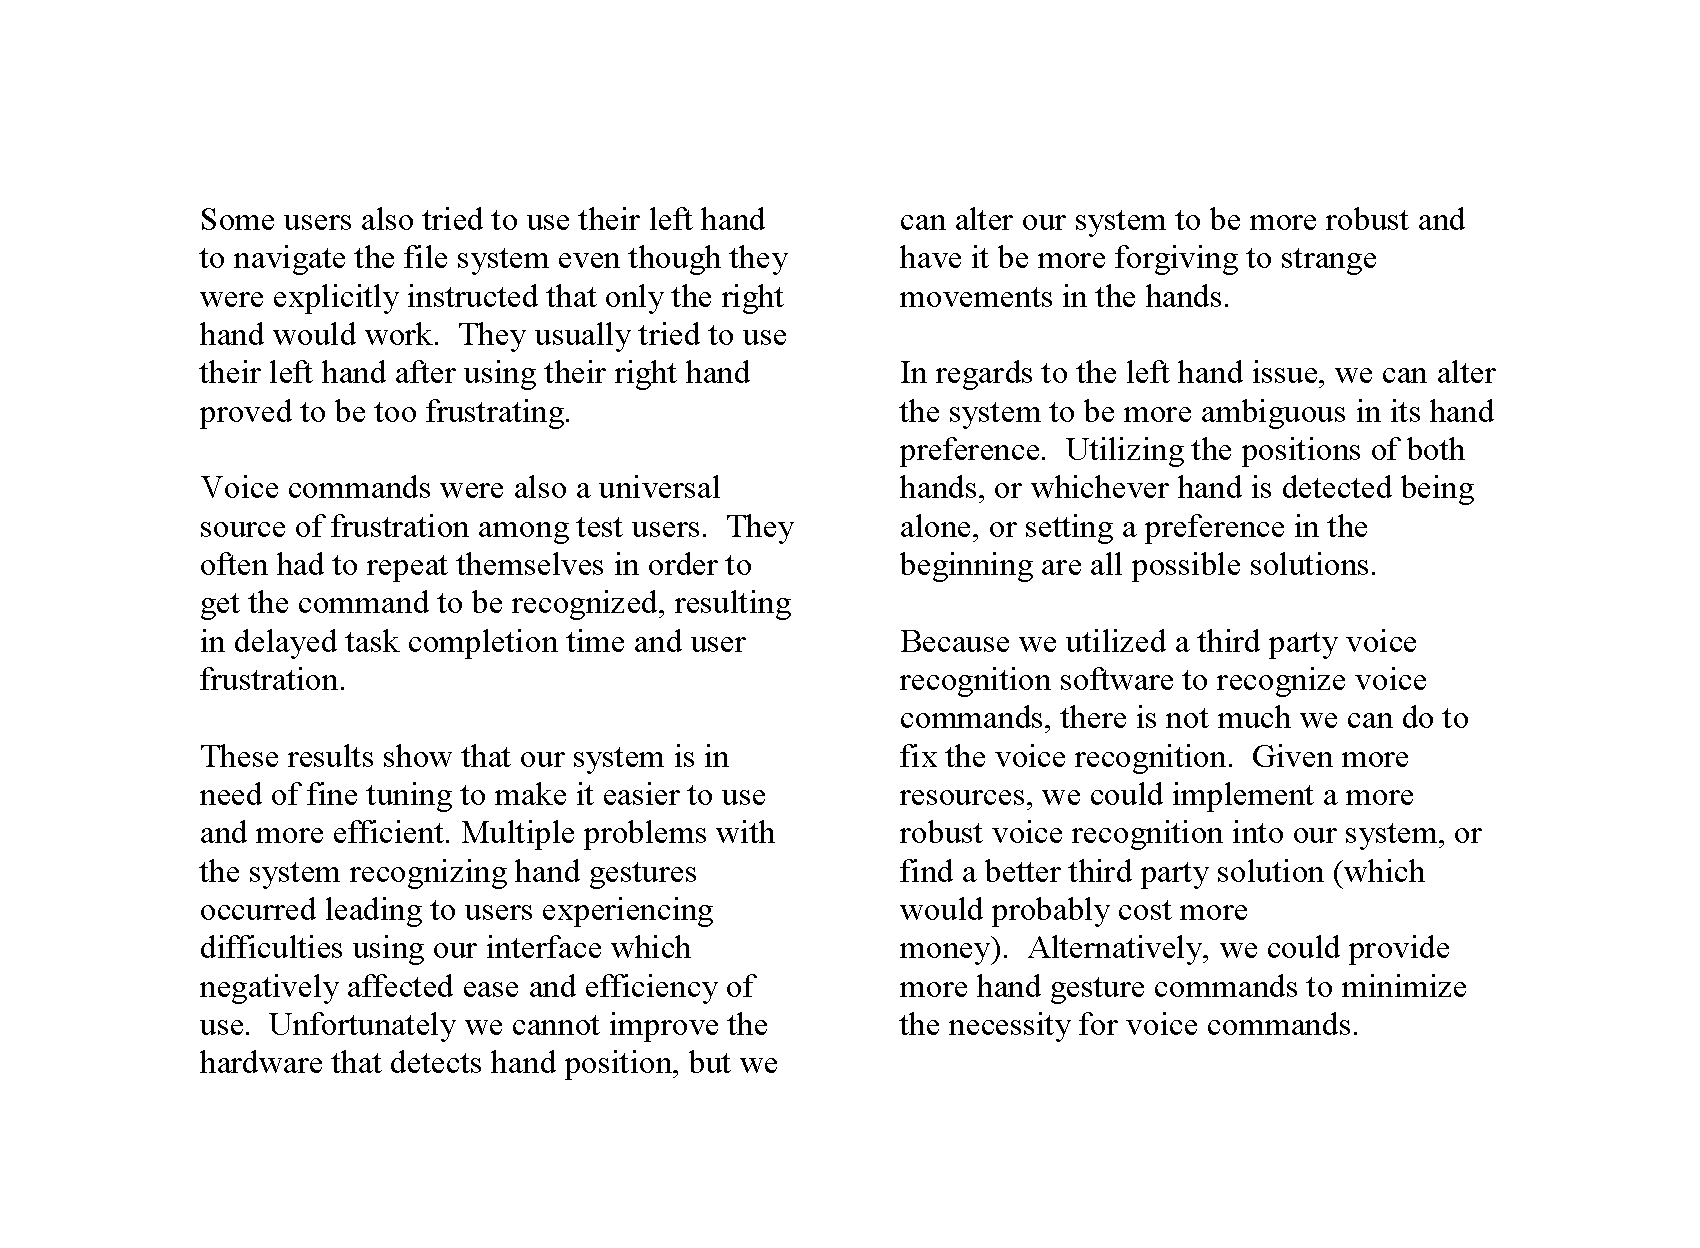 Some users also tried to use their left hand
to navigate the file system even though they
were explicitly instructed that only the right
hand would work.  They usually tried to use
their left hand after using their right hand
proved to be too frustrating.

Voice commands were also a universal
source of frustration among test users.  They
often had to repeat themselves in order to
get the command to be recognized, resulting
in delayed task completion time and user
frustration.

These results show that our system is in
need of fine tuning to make it easier to use
and more efficient. Multiple problems with
the system recognizing hand gestures
occurred leading to users experiencing
difficulties using our interface which
negatively affected ease and efficiency of
use.  Unfortunately we cannot improve the
hardware that detects hand position, but we
can alter our system to be more robust and
have it be more forgiving to strange
movements in the hands.

In regards to the left hand issue, we can alter
the system to be more ambiguous in its hand
preference.  Utilizing the positions of both
hands, or whichever hand is detected being
alone, or setting a preference in the
beginning are all possible solutions.

Because we utilized a third party voice
recognition software to recognize voice
commands, there is not much we can do to
fix the voice recognition.  Given more
resources, we could implement a more
robust voice recognition into our system, or
find a better third party solution (which
would probably cost more
money).  Alternatively, we could provide
more hand gesture commands to minimize
the necessity for voice commands.